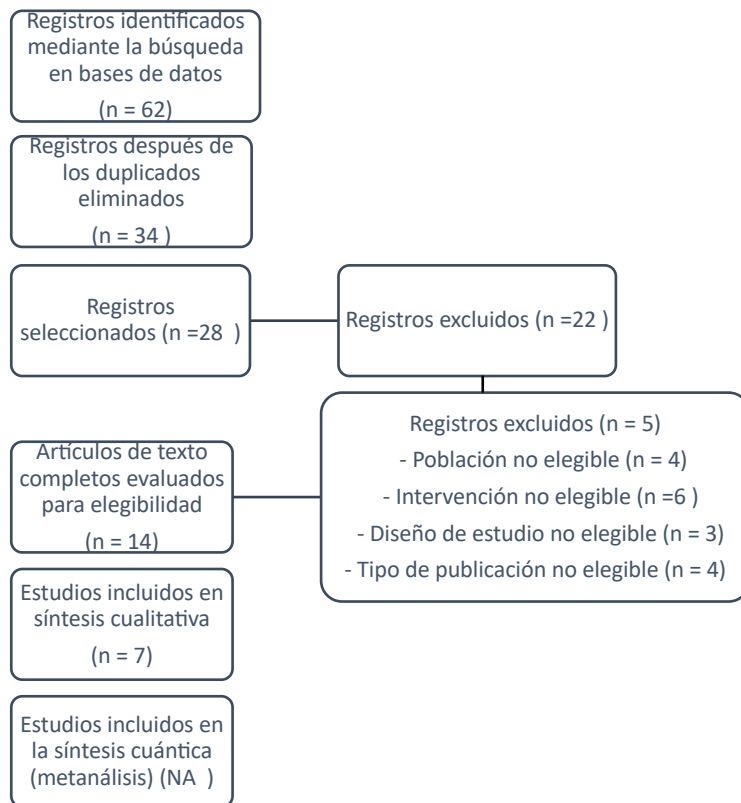 Registros identificados
mediante la búsqueda
en bases de datos
(n = 62)
Registros después de
los duplicados
eliminados
(n = 34 )
Registros
seleccionados (n =28 )
Registros excluidos (n =22 )
Registros excluidos (n = 5)
- Población no elegible (n = 4)
- Intervención no elegible (n =6 )
- Diseño de estudio no elegible (n = 3)
- Tipo de publicación no elegible (n = 4)
Artículos de texto
completos evaluados
para elegibilidad
(n = 14)
Estudios incluidos en
síntesis cualitativa
(n = 7)
Estudios incluidos en
la síntesis cuántica
(metanálisis) (NA )